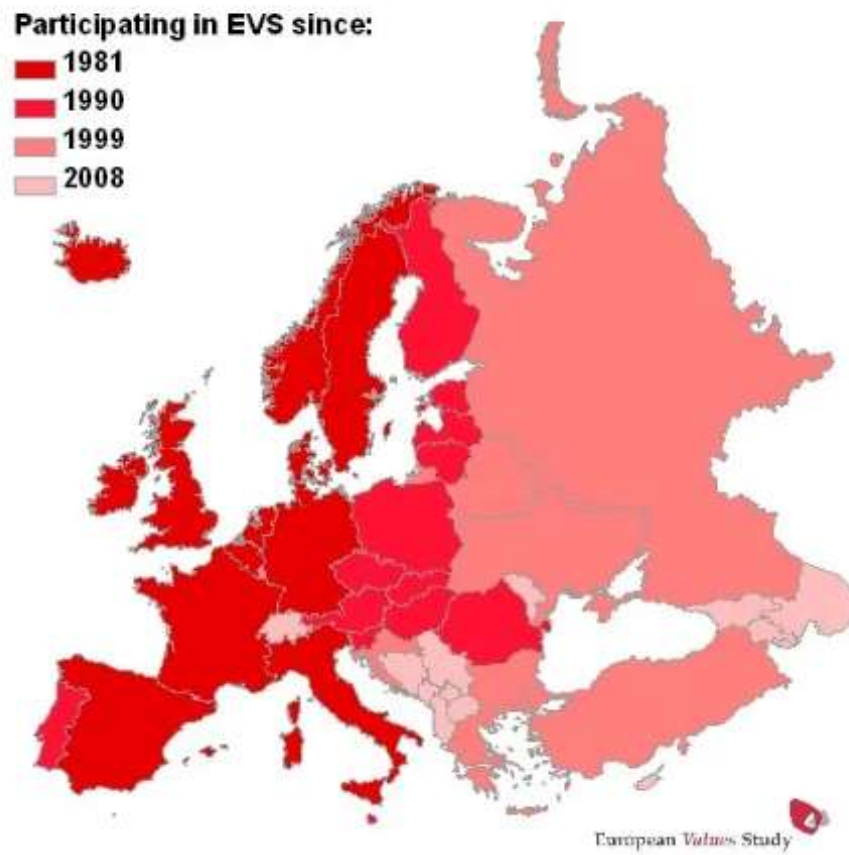 Participating in EVS since:
1981
1990
1999
2008
European Values Study